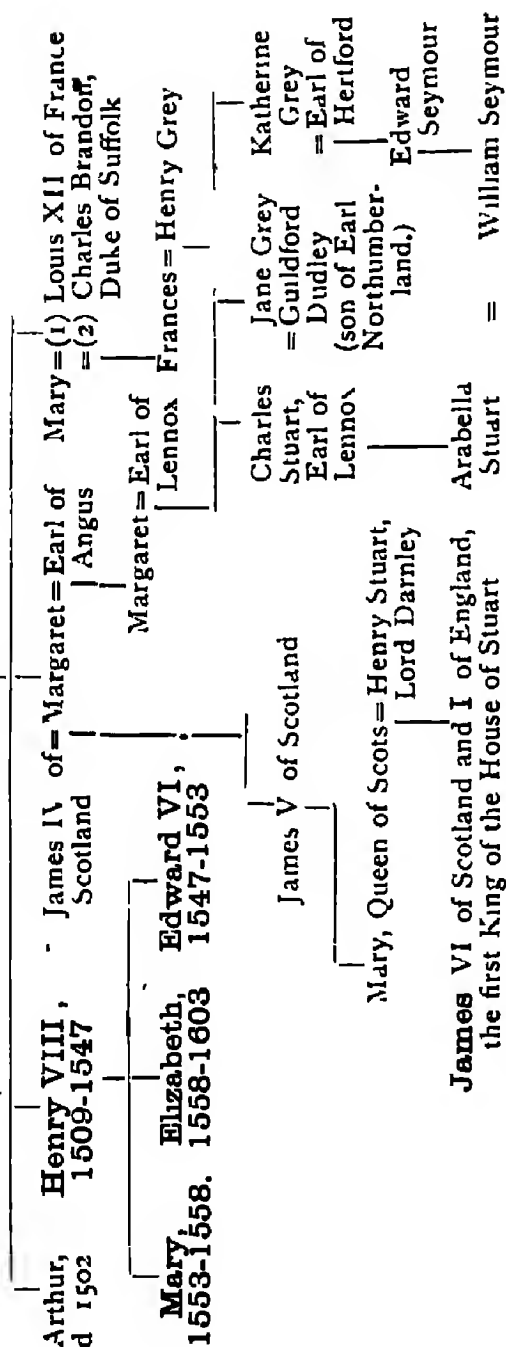 Arthur,
d 1502
Henry VIII,
1509-1547
James IV of = Margaret = Earl of
Scotland
Angus
Mary = (1) Louis XII of France
= (2) Charles Brandon,
Duke of Suffolk
Mary,
1553-1558.
Elizabeth,
1558-1603
Edward VI,
1547-1553
Margaret = Earl of
Lennox
Frances = Henry Grey
James V of Scotland
Charles
Stuart,
Earl of
Lennox
Jane Grey
= Guildford
Dudley
(son of Earl
Northumber-
land.)
Katherine
Grey
= Earl of
Hertford
Mary, Queen of Scots = Henry Stuart,
Lord Darnley
Edward
Seymour
James VI of Scotland and I of England,
the first King of the House of Stuart
Arabella
Stuart
= William Seymour